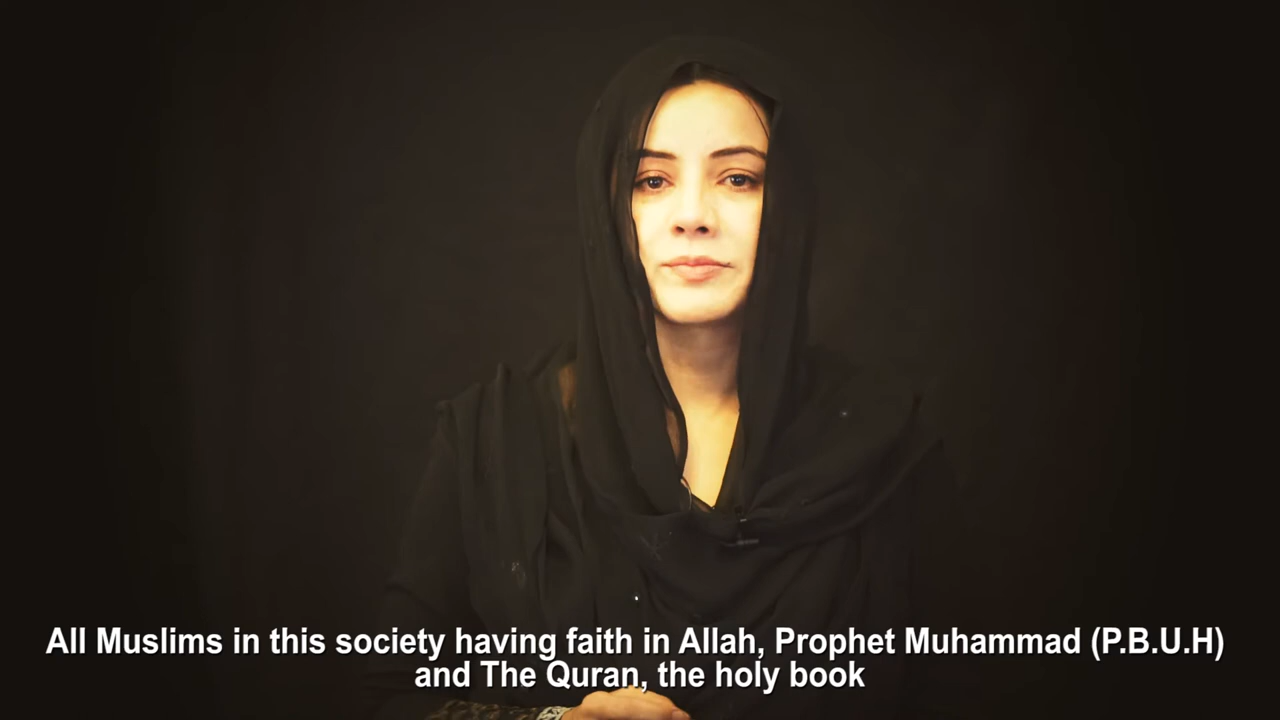 All Muslims in this society having faith in Allah, Prophet Muhammad (P.B.U.H)
and The Quran, the holy book